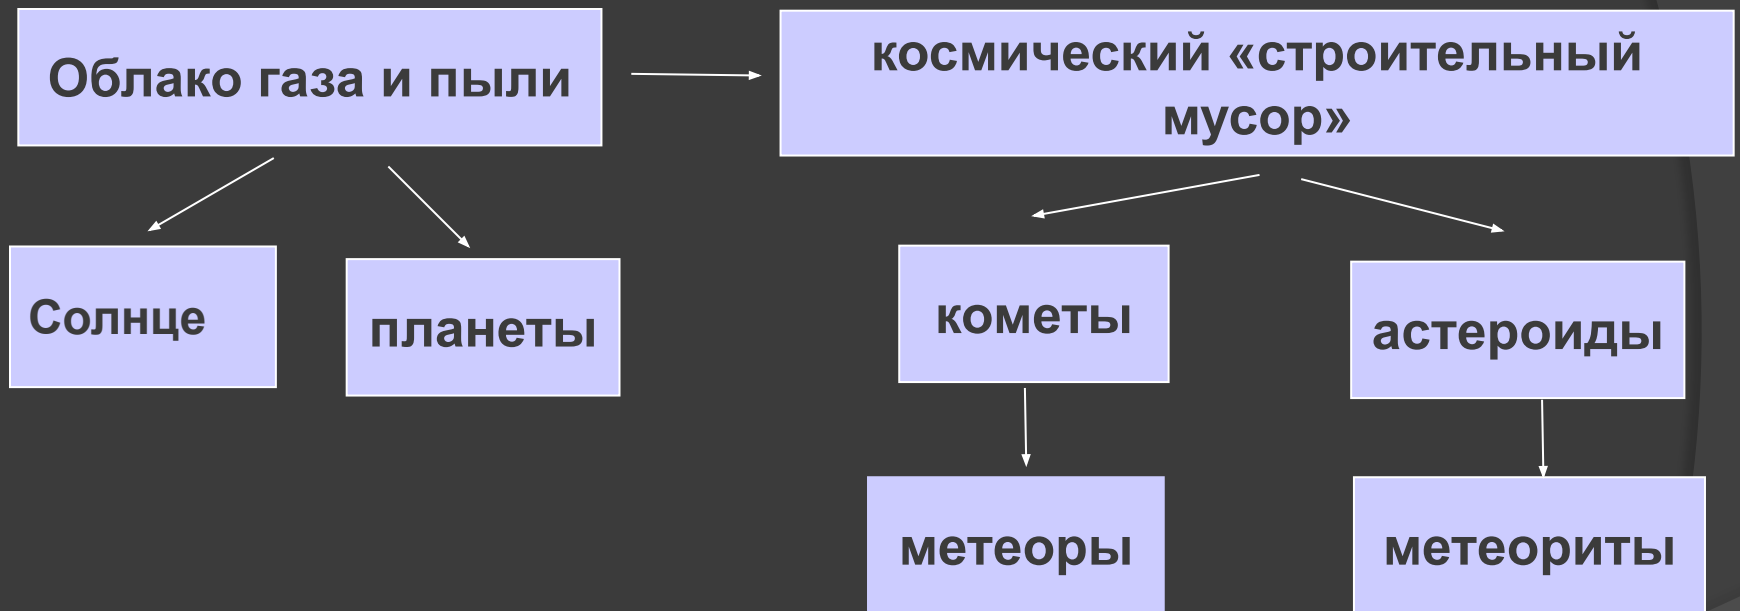 Облако газа и пыли
космический «строительный
мусор»
Солнце
планеты
кометы
астероиды
метеоры
метеориты